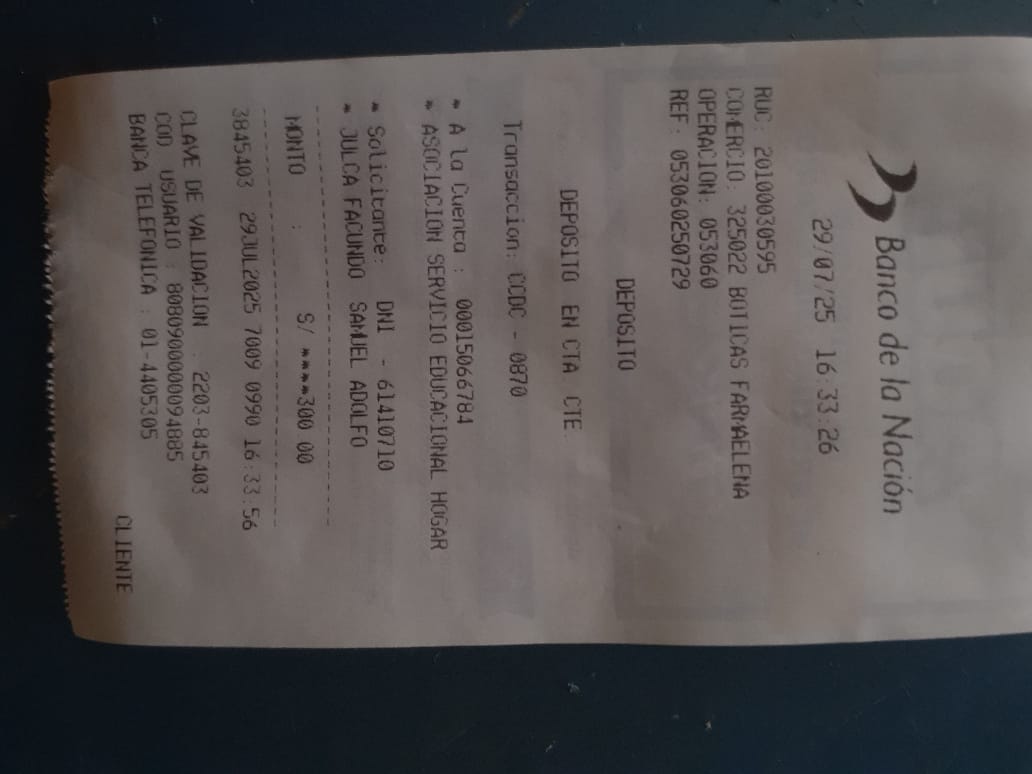 Banco de la Nación
29/07/25 16:33:26
RUC: 20100030595
COMERCIO: 325022 BOTICAS FARMAELENA
OPERACION: 053060
REF: 053060250729
DEPOSITO
DEPOSITO EN CTA. CTE.
Transaccion: CCDC - 0870
* A la Cuenta : 00015066784
* ASOCIACION SERVICIO EDUCACIONAL HOGAR
* Solicitante: DNI - 61410710
* JULCA FACUNDO SAMUEL ADOLFO
MONTO : S/ ****300.00
3845403 29JUL2025 7009 0990 16:33:56
CLAVE DE VALIDACION : 2203-845403
COD USUARIO : 8080900000094885
BANCA TELEFONICA : 01-4405305
CLIENTE